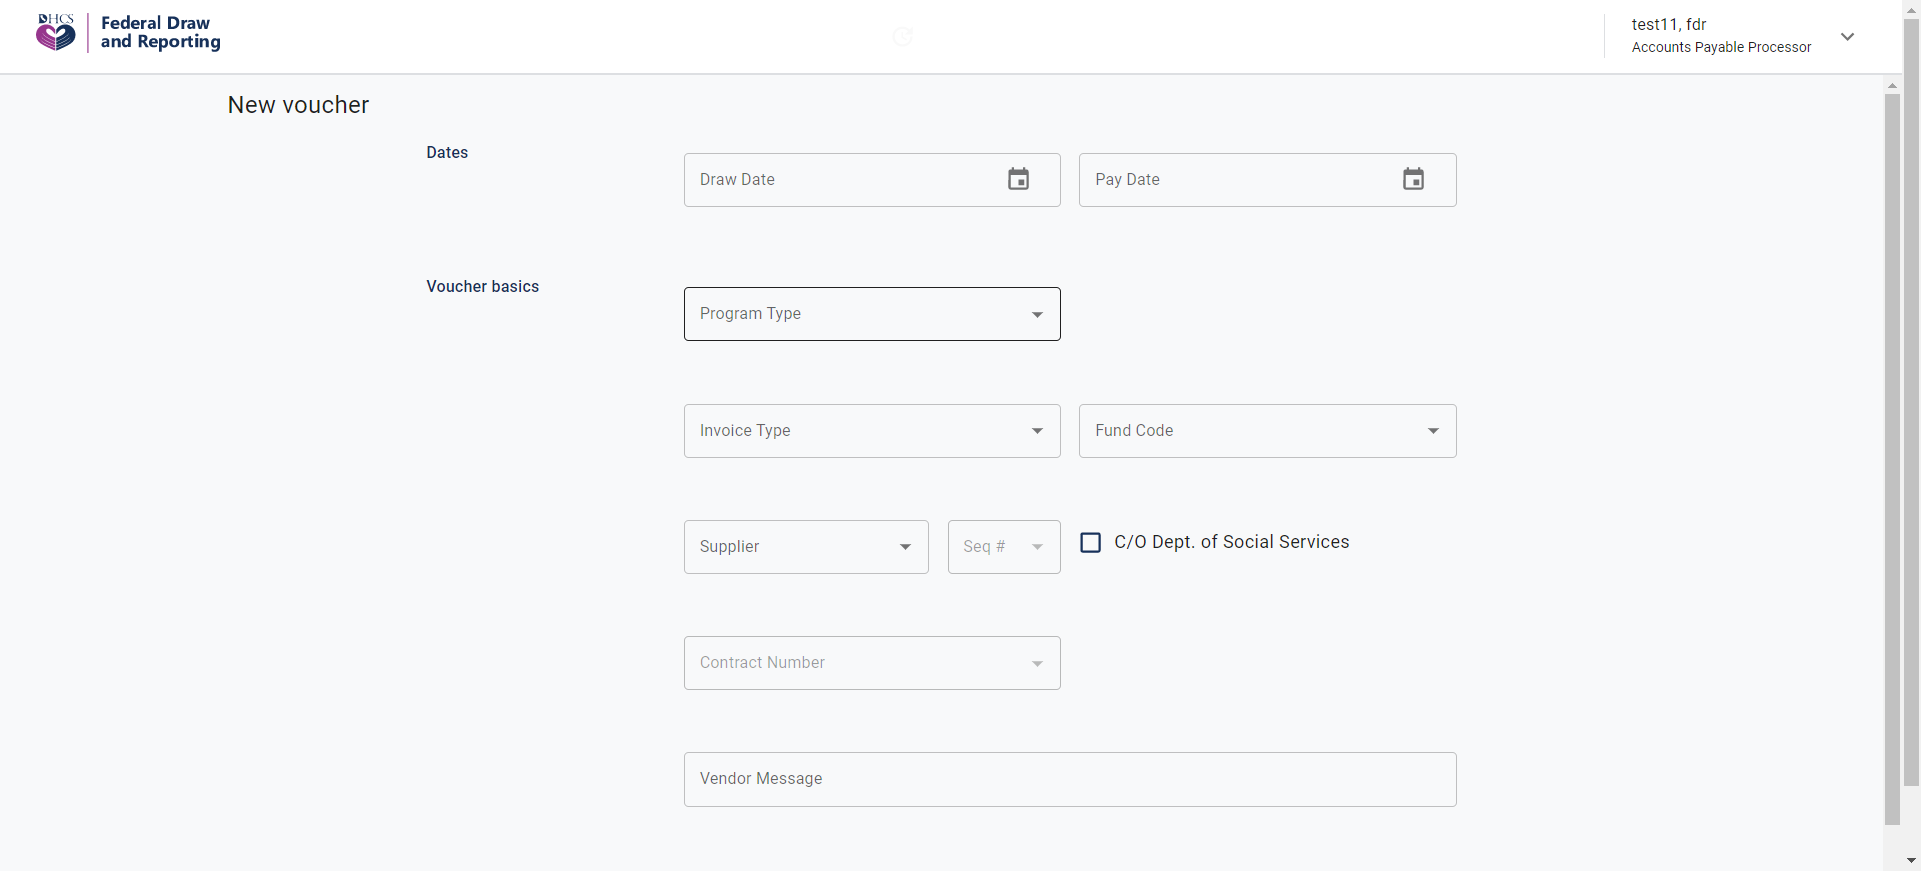 DHCS
Federal Draw
and Reporting
test11, fdr
Accounts Payable Processor
New voucher
Dates
Draw Date
Pay Date
Voucher basics
Program Type
Invoice Type
Fund Code
Supplier
Seq #
C/O Dept. of Social Services
Contract Number
Vendor Message